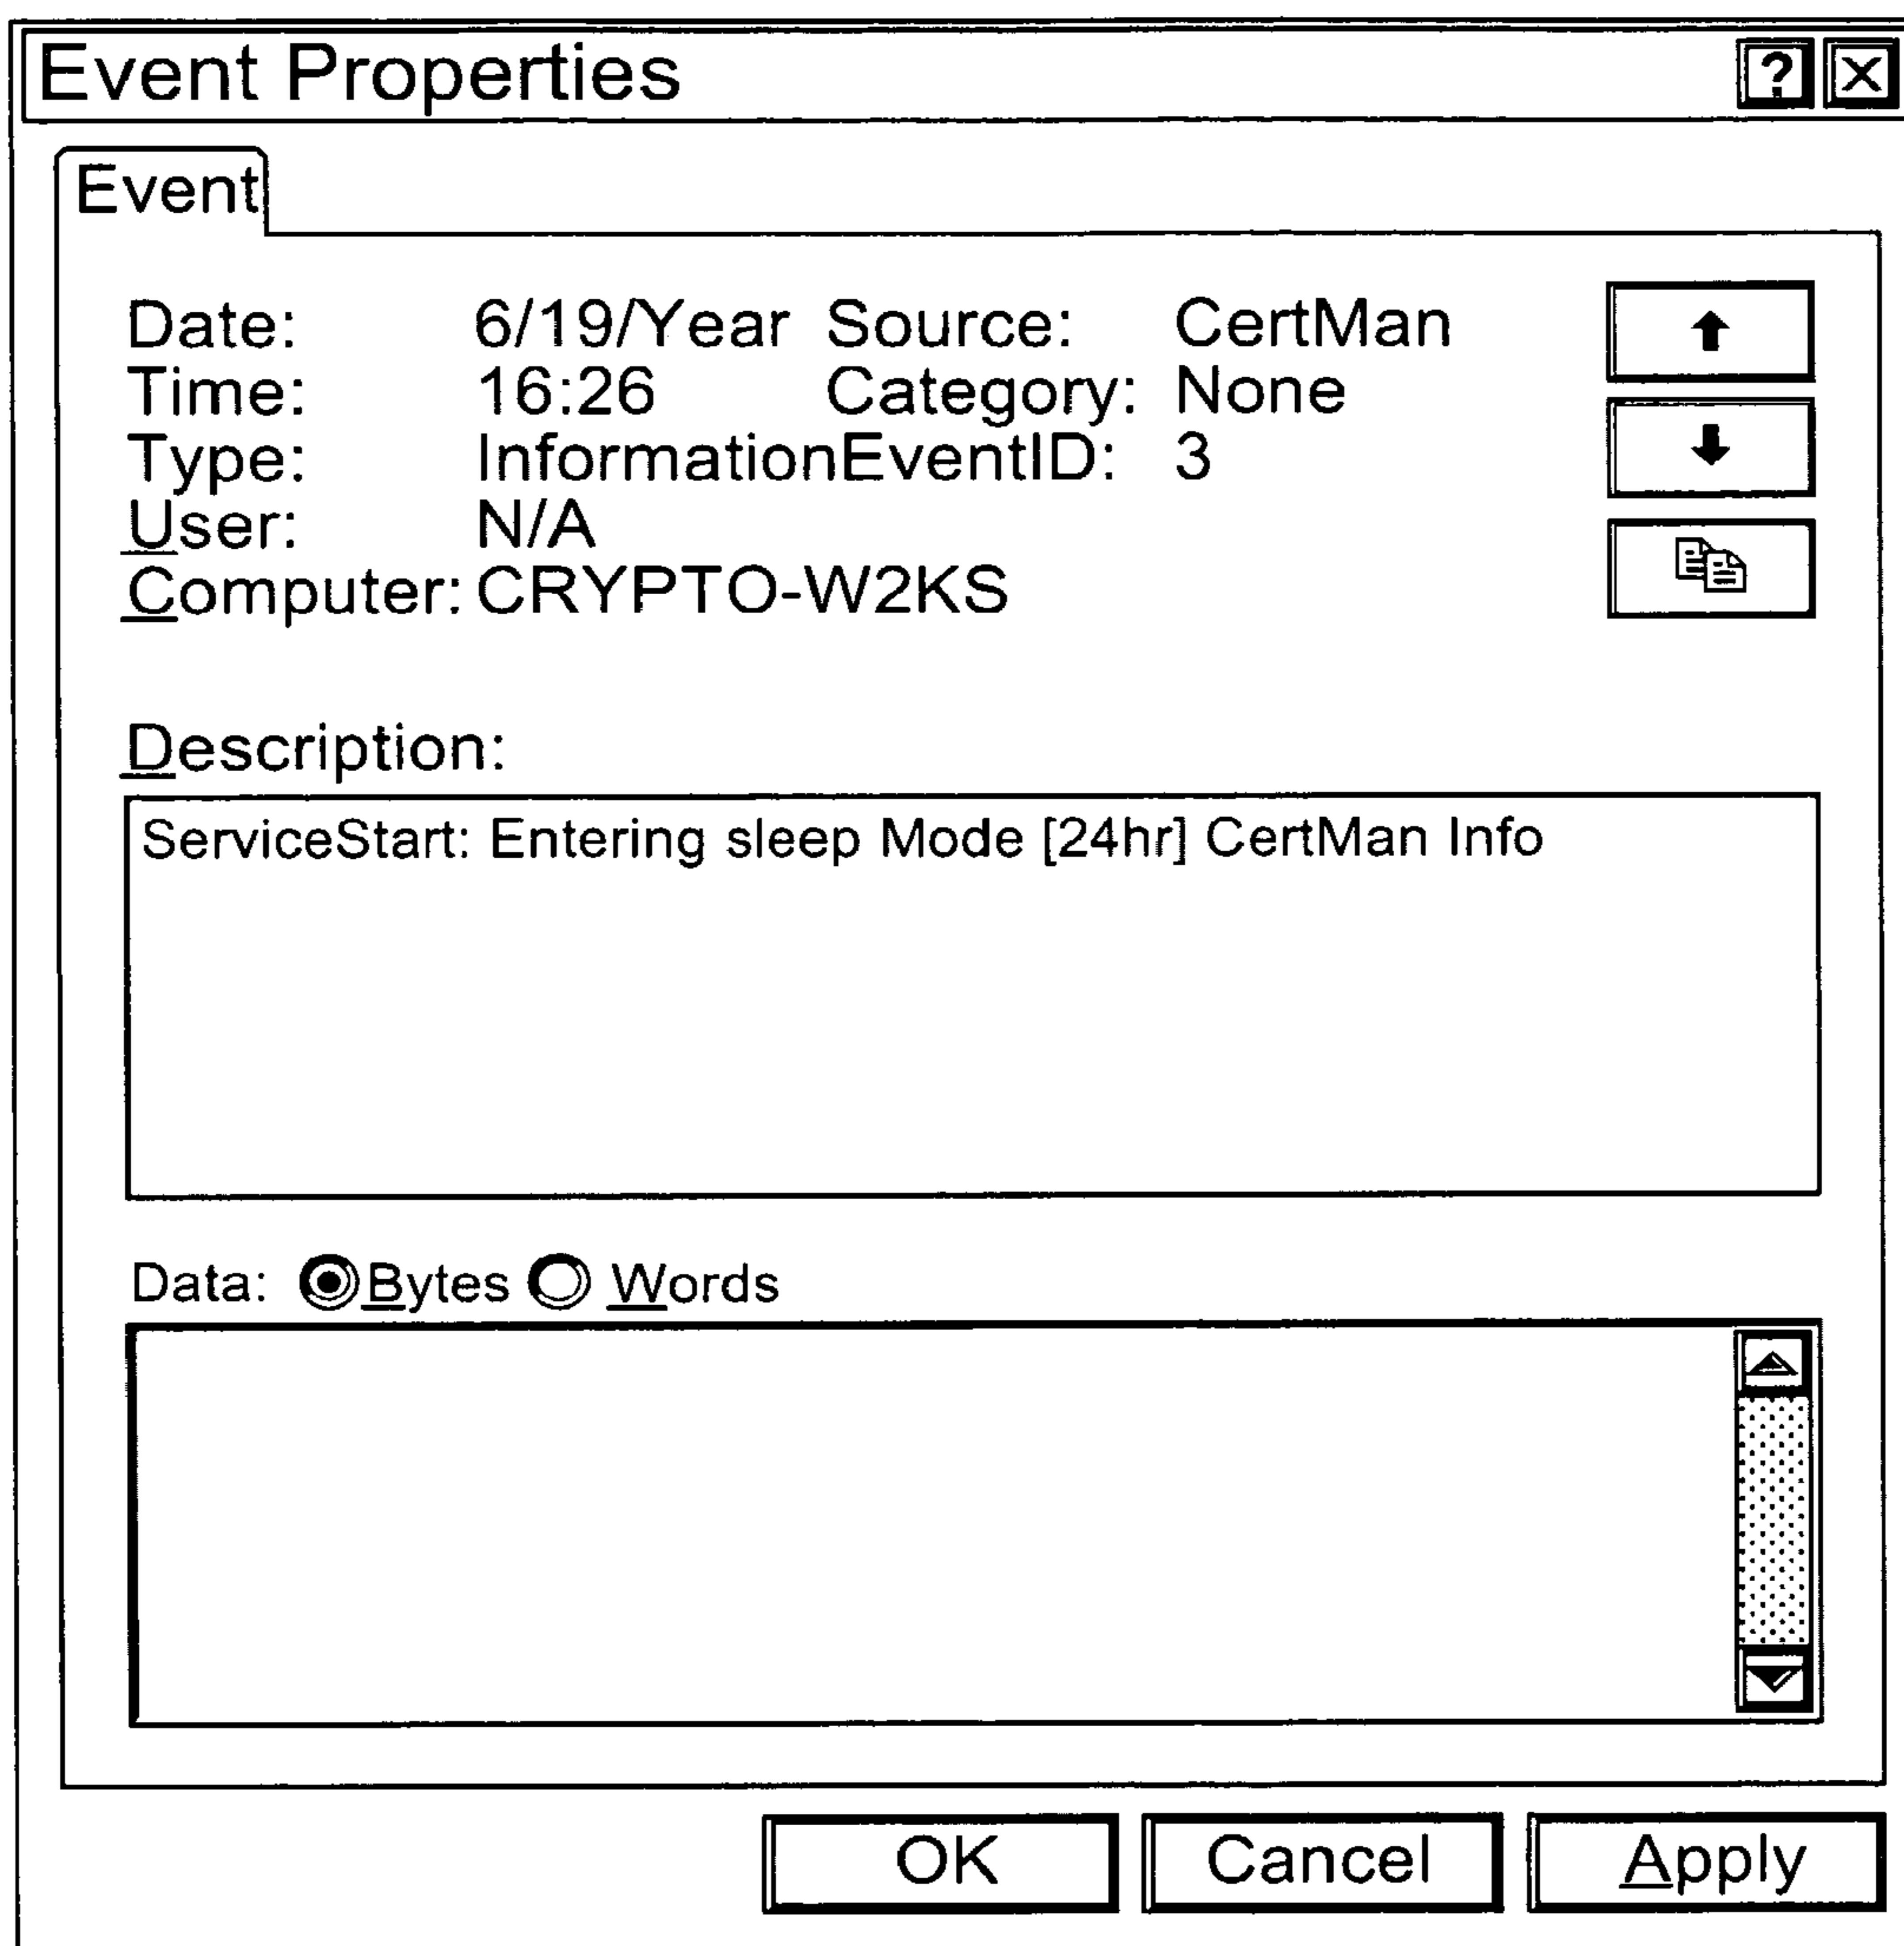 Event Properties ? X
Event
Date: 6/19/Year Source: CertMan
Time: 16:26 Category: None
Type: InformationEventID: 3
User: N/A
Computer: CRYPTO-W2KS
Description:
ServiceStart: Entering sleep Mode [24hr] CertMan Info
Data: Bytes Words
OK Cancel Apply